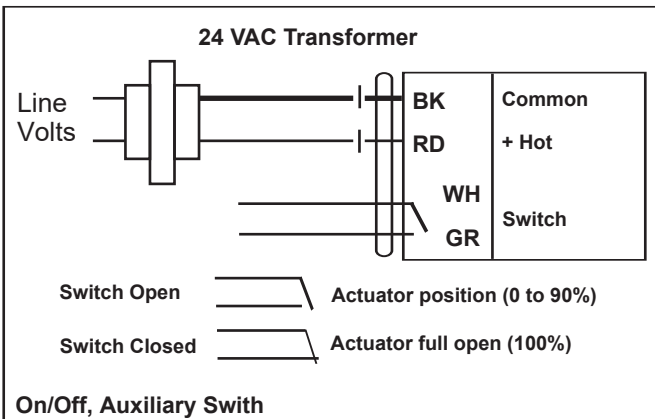 24 VAC Transformer
Line
Volts
BK Common
RD + Hot
WH
Switch
GR
Switch Open Actuator position (0 to 90%)
Switch Closed Actuator full open (100%)
On/Off, Auxiliary Swith